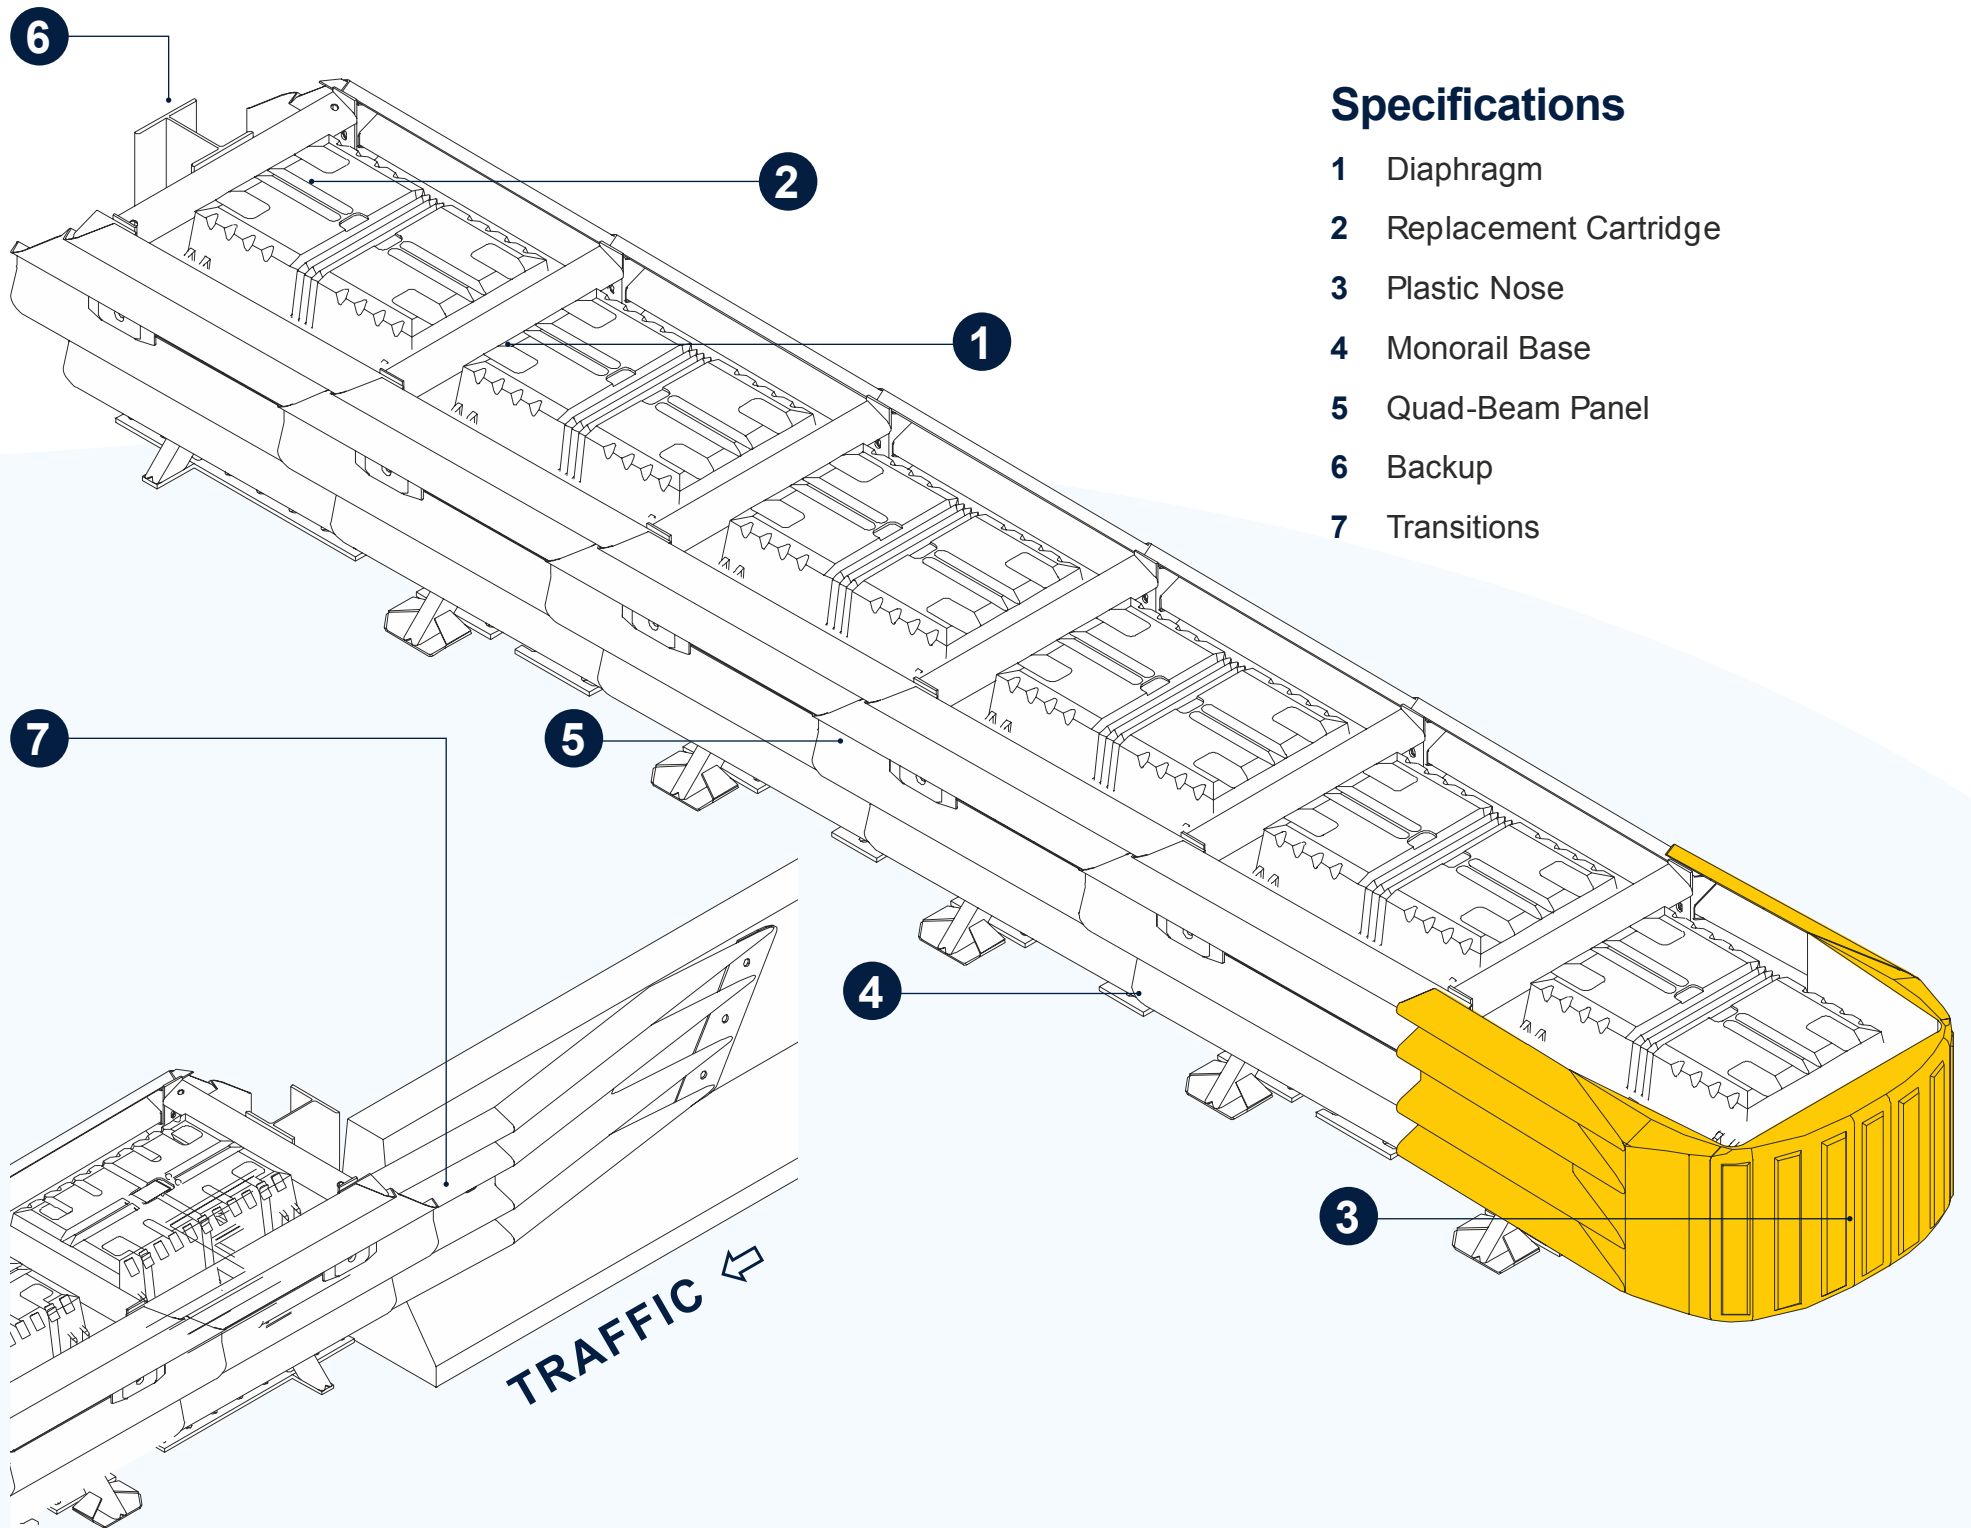 6
Specifications
2
1 Diaphragm
2 Replacement Cartridge
3 Plastic Nose
1
4 Monorail Base
5 Quad-Beam Panel
6 Backup
7 Transitions
7
5
4
3
TRAFFIC